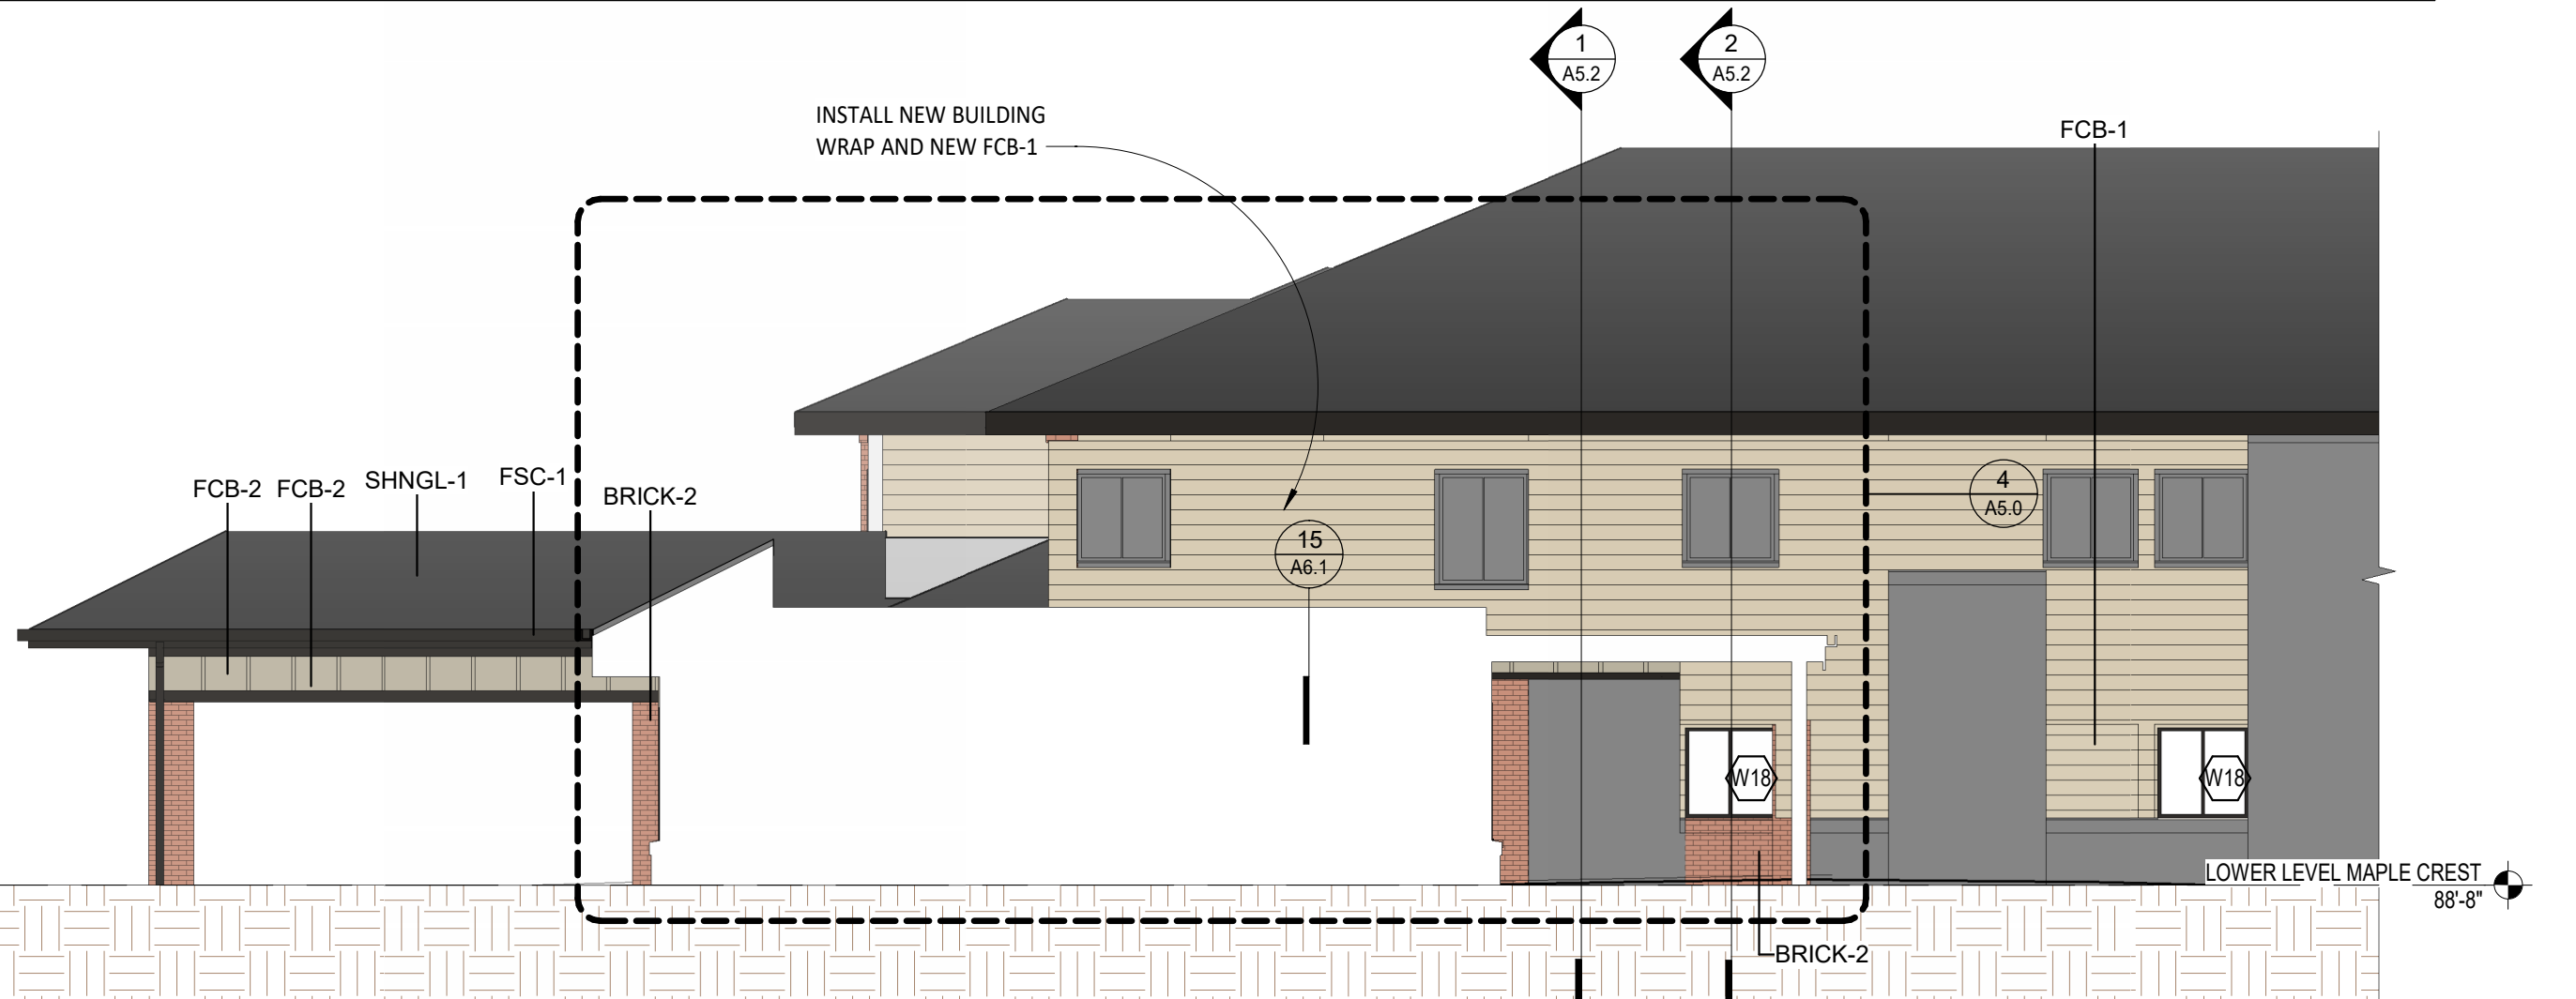 1
A5.2
2
A5.2
INSTALL NEW BUILDING
WRAP AND NEW FCB-1
FCB-1
FCB-2
FCB-2
SHNGL-1
FSC-1
BRICK-2
4
A5.0
15
A6.1
W18
W18
LOWER LEVEL MAPLE CREST
88'-8"
BRICK-2